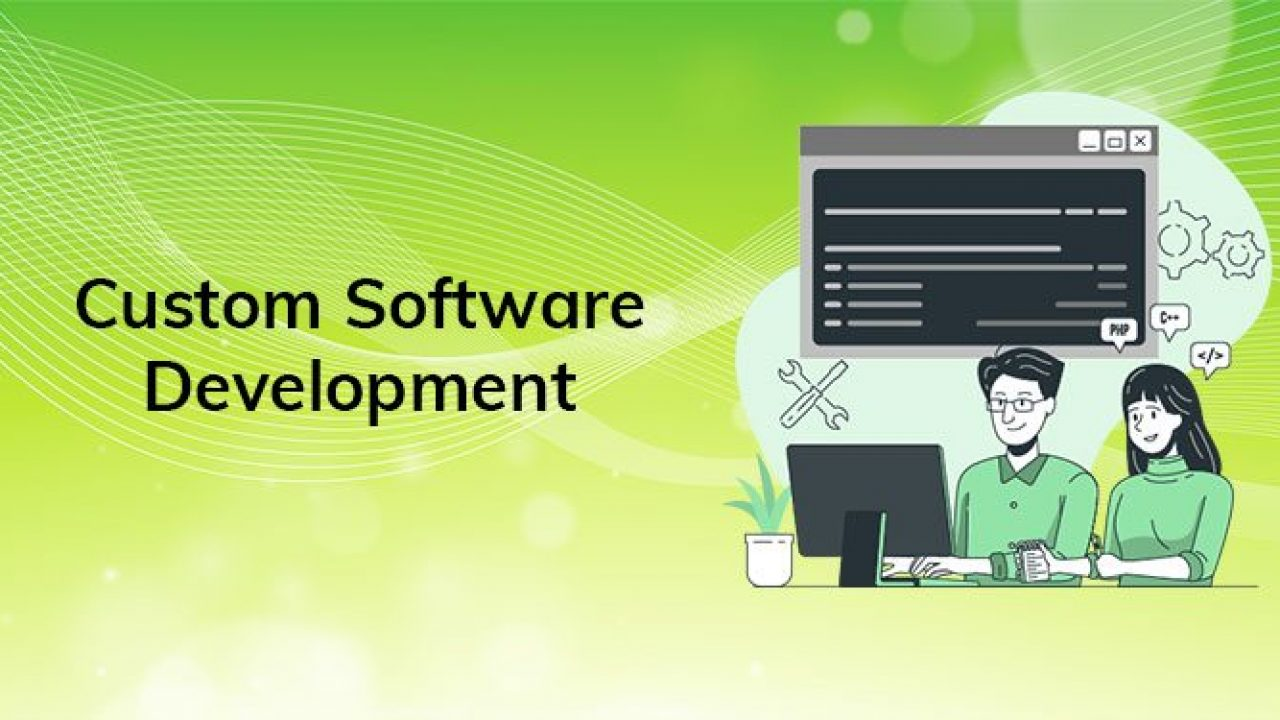 Custom Software
Development
PHP
C++
</>